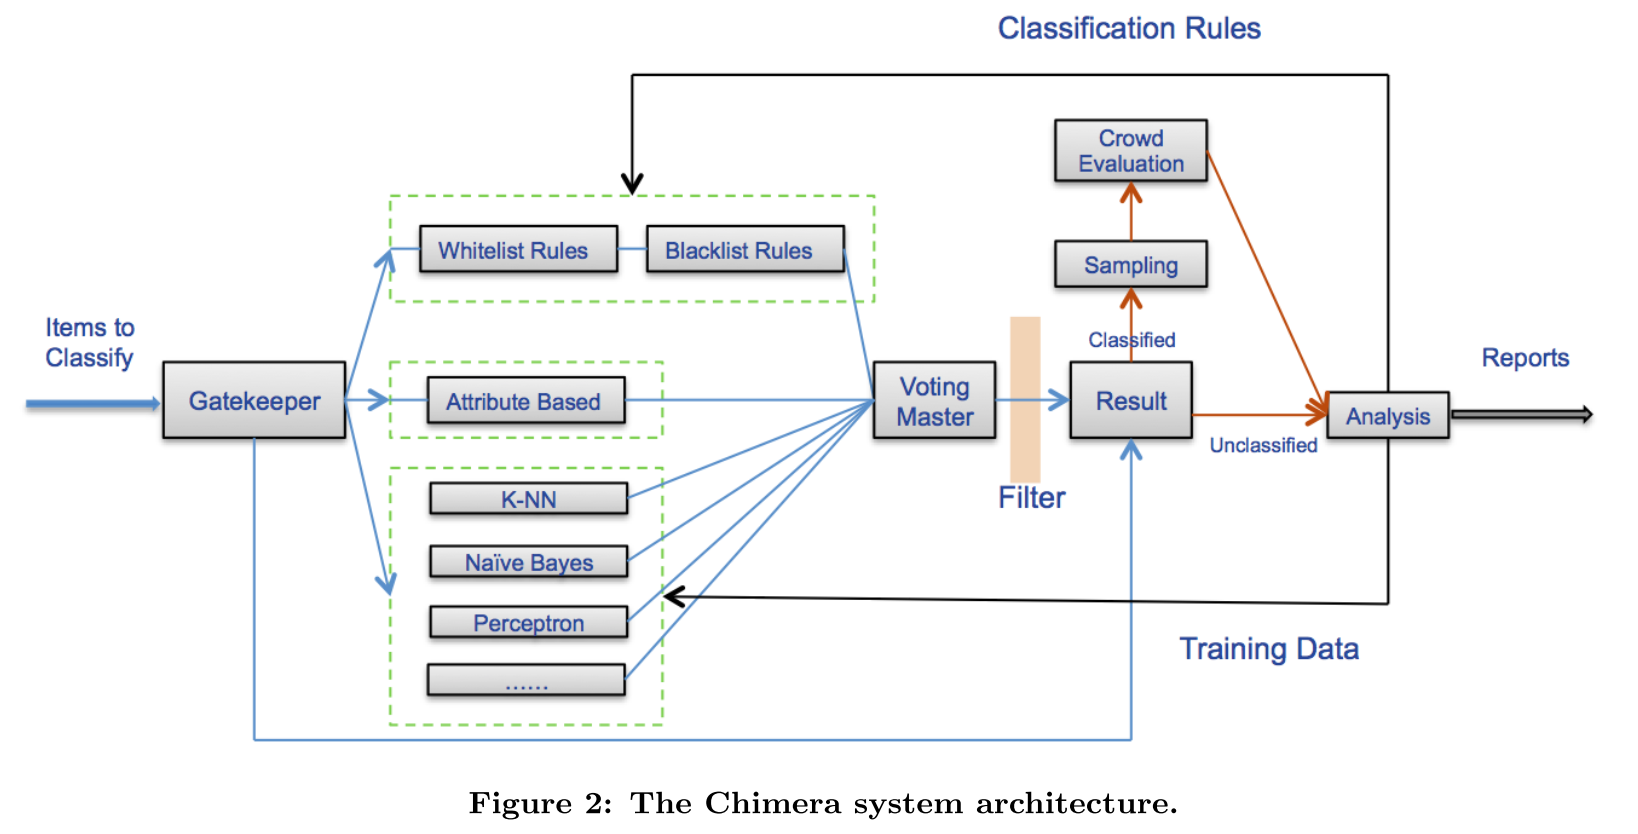 Classification Rules
Crowd
Evaluation
Whitelist Rules
Blacklist Rules
Sampling
Items to
Classify
Classified
Reports
Gatekeeper
Attribute Based
Voting
Master
Result
Analysis
Unclassified
Filter
K-NN
Naïve Bayes
Perceptron
......
Training Data
Figure 2: The Chimera system architecture.